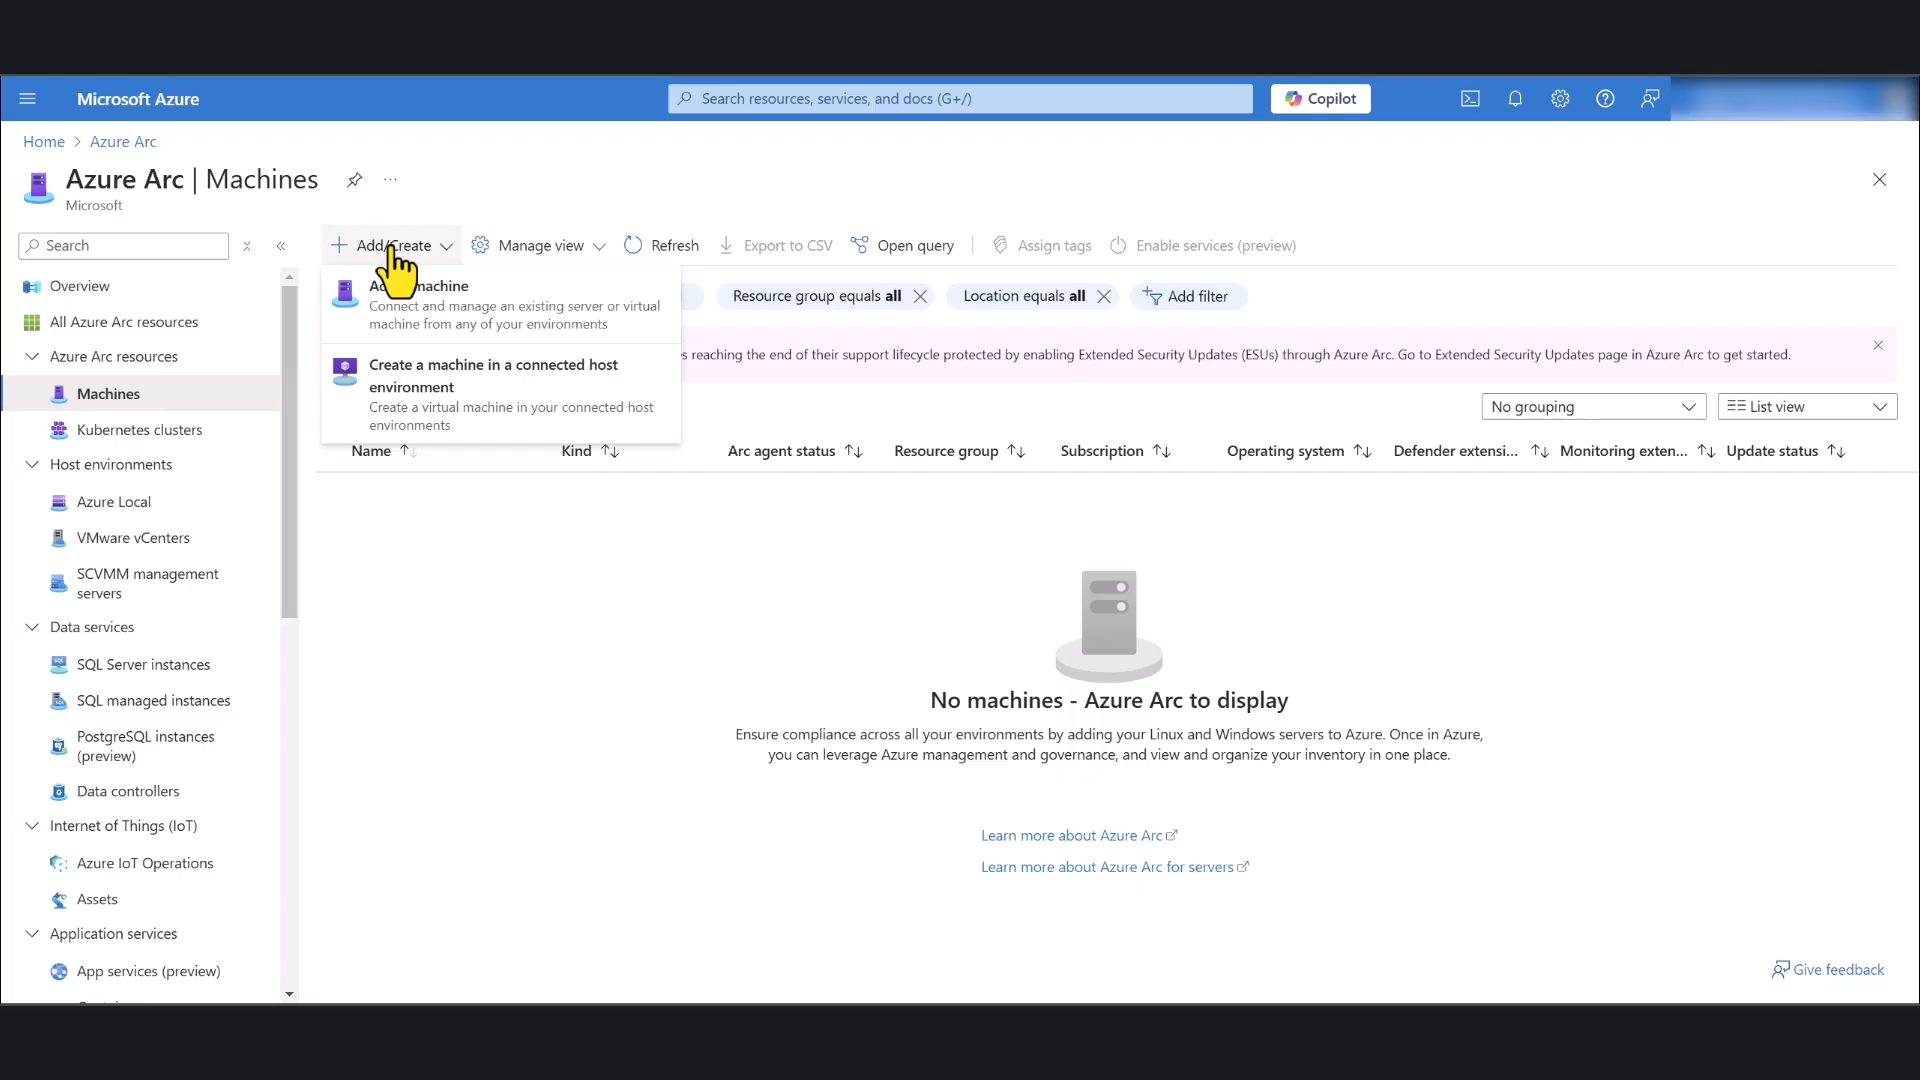 Microsoft Azure
Search resources, services, and docs (G+/)
Copilot
Home > Azure Arc
Azure Arc | Machines
Microsoft
Search
Add/Create
Manage view
Refresh
Export to CSV
Open query
Assign tags
Enable services (preview)
machine
Connect and manage an existing server or virtual
machine from any of your environments
Create a machine in a connected host
environment
Create a virtual machine in your connected host
environments
Resource group equals all
Location equals all
Add filter
reaching the end of their support lifecycle protected by enabling Extended Security Updates (ESUs) through Azure Arc. Go to Extended Security Updates page in Azure Arc to get started.
No grouping
List view
Name
Kind
Arc agent status
Resource group
Subscription
Operating system
Defender extensi...
Monitoring exten...
Update status
Overview
All Azure Arc resources
Azure Arc resources
Machines
Kubernetes clusters
Host environments
Azure Local
VMware vCenters
SCVMM management
servers
Data services
SQL Server instances
SQL managed instances
PostgreSQL instances
(preview)
Data controllers
Internet of Things (IoT)
Azure IoT Operations
Assets
Application services
App services (preview)
No machines - Azure Arc to display
Ensure compliance across all your environments by adding your Linux and Windows servers to Azure. Once in Azure,
you can leverage Azure management and governance, and view and organize your inventory in one place.
Learn more about Azure Arc
Learn more about Azure Arc for servers
Give feedback